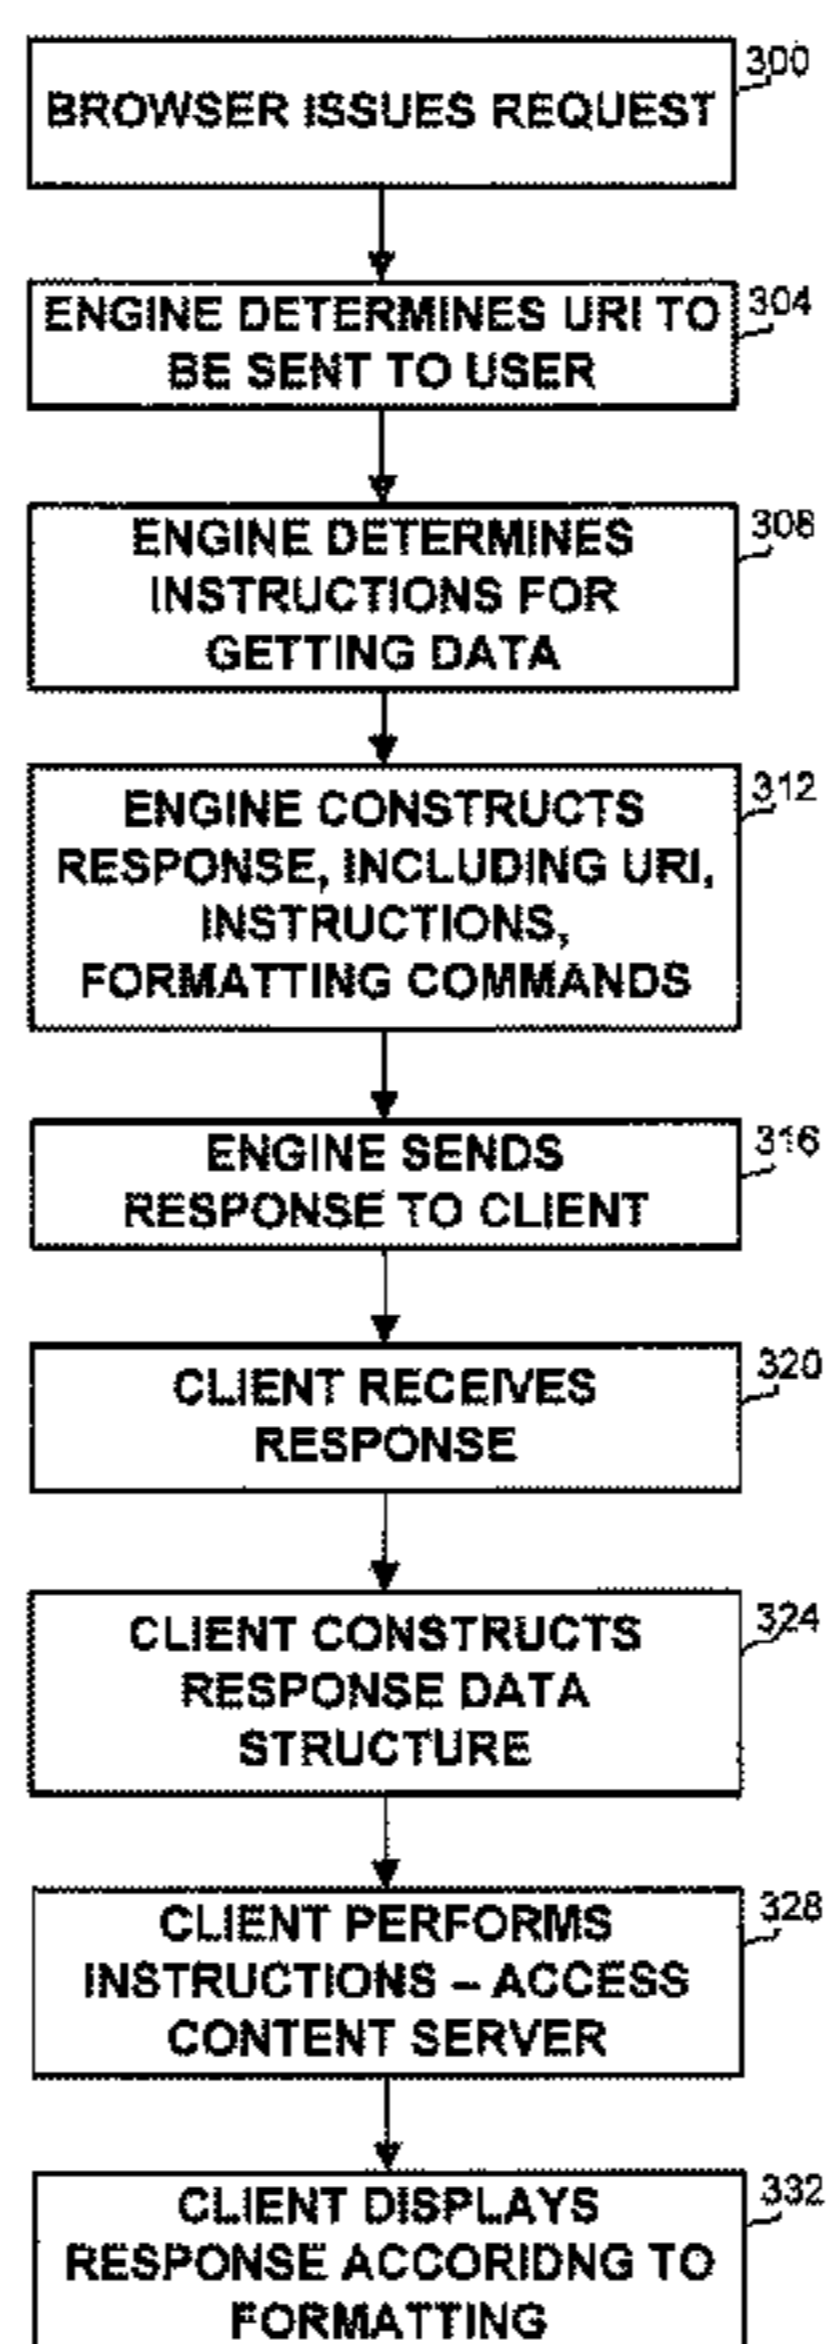 300
BROWSER ISSUES REQUEST
304
ENGINE DETERMINES URI TO
BE SENT TO USER
308
ENGINE DETERMINES
INSTRUCTIONS FOR
GETTING DATA
312
ENGINE CONSTRUCTS
RESPONSE, INCLUDING URI,
INSTRUCTIONS,
FORMATTING COMMANDS
316
ENGINE SENDS
RESPONSE TO CLIENT
320
CLIENT RECEIVES
RESPONSE
324
CLIENT CONSTRUCTS
RESPONSE DATA
STRUCTURE
328
CLIENT PERFORMS
INSTRUCTIONS – ACCESS
CONTENT SERVER
332
CLIENT DISPLAYS
RESPONSE ACCORIDNG TO
FORMATTING